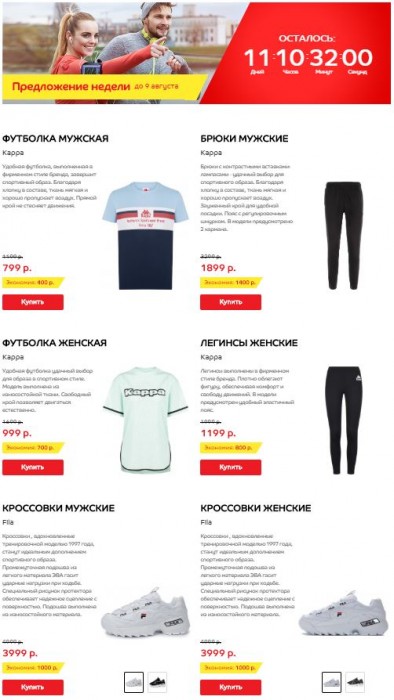 ОСТАЛОСЬ:
11:10:32:00
Дней Часов Минут Секунд
Предложение недели до 9 августа
ФУТБОЛКА МУЖСКАЯ
Kappa
Удобная футболка, выполненная в
фирменном стиле бренда, завершит
спортивный образ. Благодаря
хлопку в составе, ткань мягкая и
хорошо пропускает воздух. Прямой
крой не стесняет движений.
1199 р.
799 р.
Экономия: 400 р.
Купить
БРЮКИ МУЖСКИЕ
Kappa
Брюки с контрастными вставками-
лампасами - удачный выбор для
спортивного образа. Благодаря
хлопку в составе, ткань мягкая и
хорошо пропускает воздух.
Зауженный крой для удобной
посадки. Пояс с регулировочным
шнурком. В модели предусмотрено
2 кармана.
3299 р.
1899 р.
Экономия: 1400 р.
Купить
ФУТБОЛКА ЖЕНСКАЯ
Kappa
Удобная футболка удачный выбор
для образа в спортивном стиле.
Модель выполнена из
износостойкой ткани. Свободный
крой позволяет двигаться
естественно.
1699 р.
999 р.
Экономия: 700 р.
Купить
Kappa
ЛЕГИНСЫ ЖЕНСКИЕ
Kappa
Легинсы выполнены в фирменном
стиле бренда. Плотно облегают
фигуру, обеспечивая комфорт и
свободу движений. В модели
предусмотрен удобный эластичный
пояс.
1999 р.
1199 р.
Экономия: 800 р.
Купить
КРОССОВКИ МУЖСКИЕ
Fila
Кроссовки, вдохновленные
тренировочной моделью 1997 года,
станут идеальным дополнением
спортивного образа.
Промежуточная подошва из
легкого материала ЭВА гасит
ударные нагрузки при ходьбе.
Специальный рисунок протектора
обеспечивает надежное сцепление с
поверхностью. Подошва выполнена
из износостойкого материала.
4999 р.
3999 р.
Экономия: 1000 р.
КРОССОВКИ ЖЕНСКИЕ
Fila
Кроссовки, вдохновленные
тренировочной моделью 1997 года,
станут идеальным дополнением
спортивного образа.
Промежуточная подошва из
легкого материала ЭВА гасит
ударные нагрузки при ходьбе.
Специальный рисунок протектора
обеспечивает надежное сцепление с
поверхностью. Подошва выполнена
из износостойкого материала.
4999 р.
3999 р.
Экономия: 1000 р.